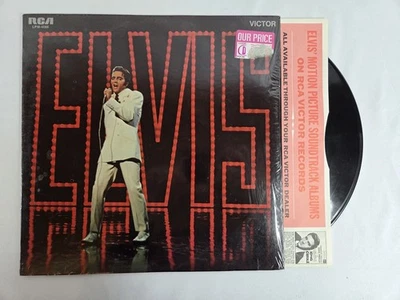 RCA
VICTOR
OUR PRICE
ELVIS
ELVIS' MOTION PICTURE SOUNDTRACK ALBUMS
ON RCA VICTOR RECORDS
ALL AVAILABLE THROUGH YOUR RCA VICTOR DEALER